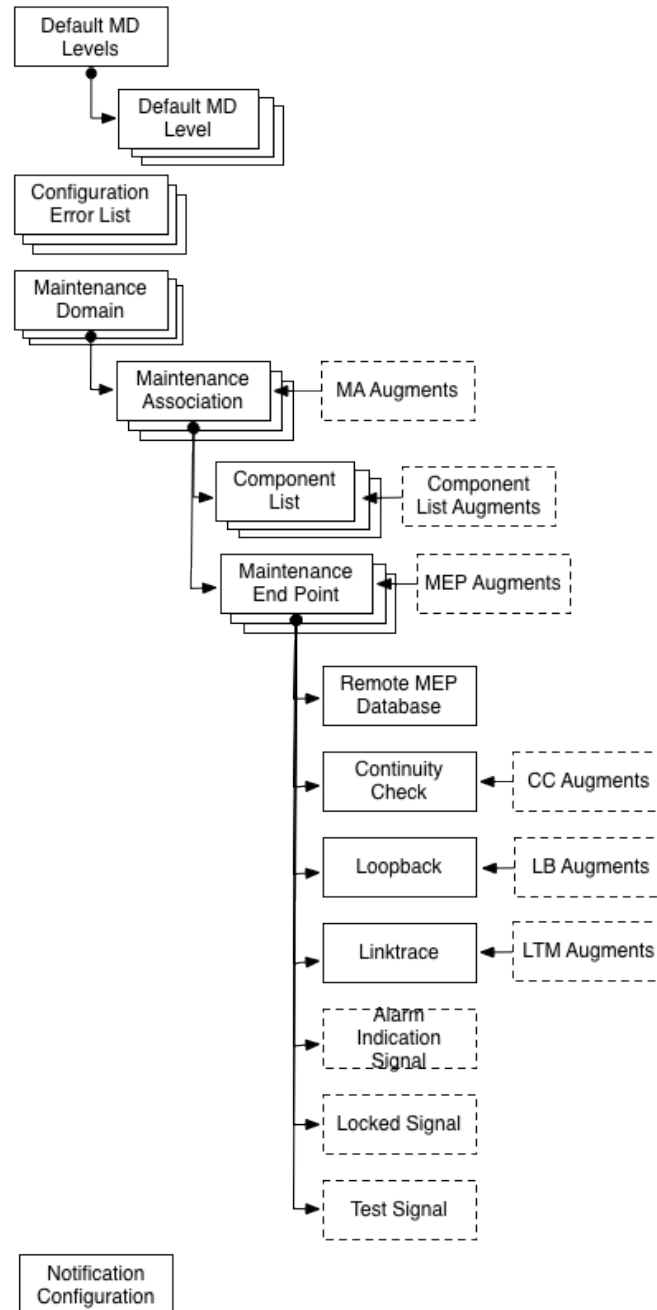 Default MD
Levels
Default MD
Level
Configuration
Error List
Maintenance
Domain
Maintenance
Association
MA Augments
Component
List
Component
List Augments
Maintenance
End Point
MEP Augments
Remote MEP
Database
Continuity
Check
CC Augments
Loopback
LB Augments
Linktrace
LTM Augments
Alarm
Indication
Signal
Locked Signal
Test Signal
Notification
Configuration